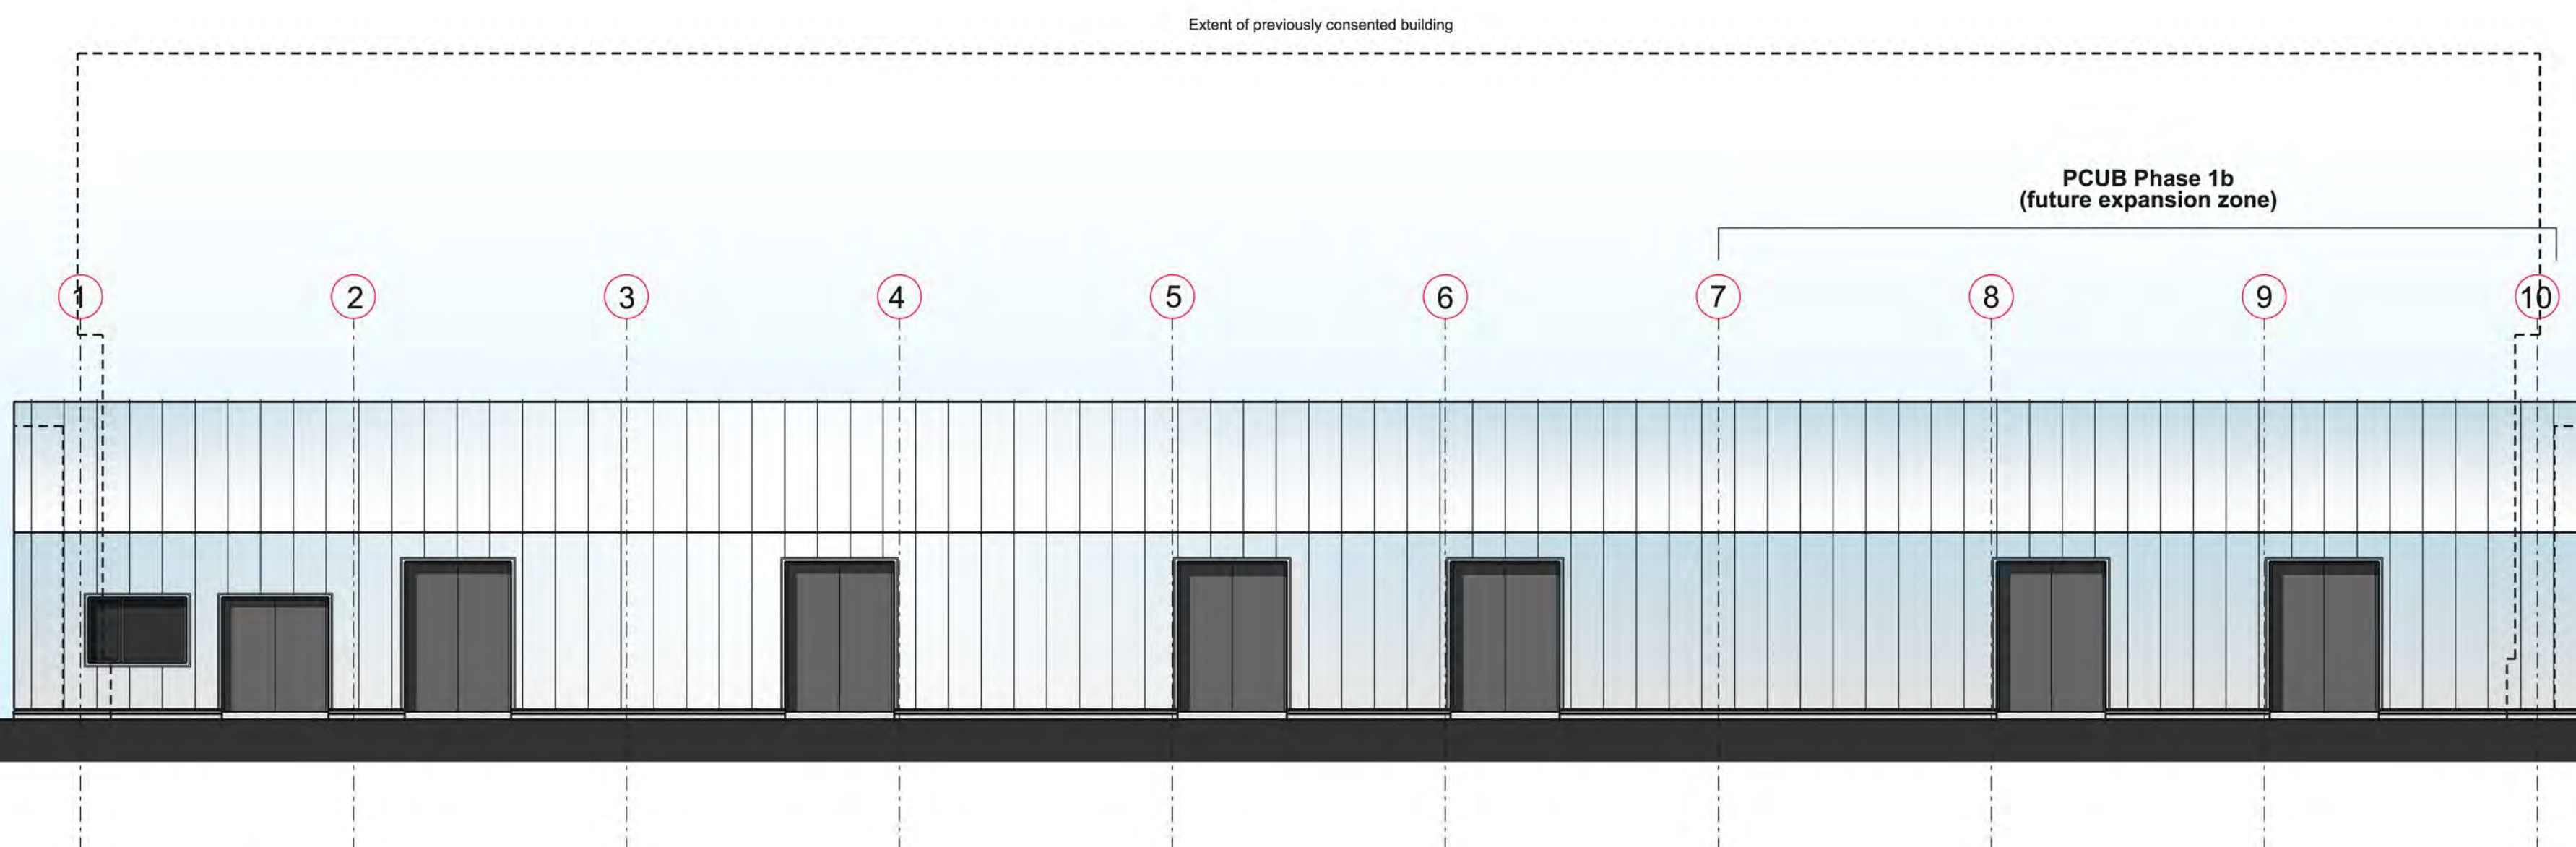 Extent of previously consented building
PCUB Phase 1b
(future expansion zone)
1 2 3 4 5 6 7 8 9 10